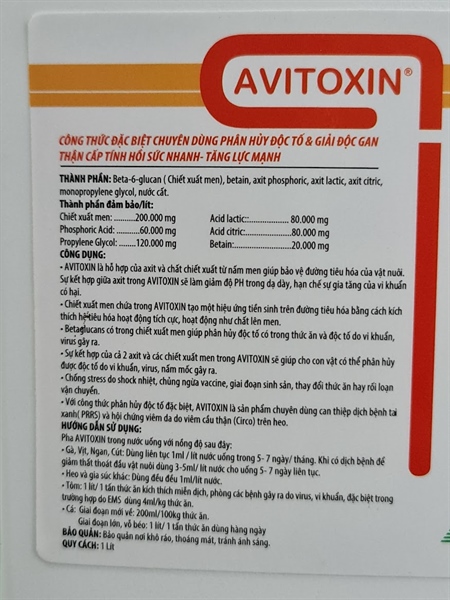 AVITOXIN®
CÔNG THỨC ĐẶC BIỆT CHUYÊN DÙNG PHÂN HỦY ĐỘC TỐ & GIẢI ĐỘC GAN
THẬN CẤP TÍNH HỒI SỨC NHANH- TĂNG LỰC MẠNH
THÀNH PHẦN: Beta-6-glucan ( Chiết xuất men), betain, axit phosphoric, axit lactic, axit citric,
monopropylene glycol, nước cất.
Thành phần đảm bảo/lít:
Chiết xuất men: ..........200.000 mg Acid lactic::................... 80.000 mg
Phosphoric Acid: .........60.000 mg Acid citric:.....................80.000 mg
Propylene Glycol: .......120.000 mg Betain:..........................20.000 mg
CÔNG DỤNG:
- AVITOXIN là hỗ hợp của axit và chất chiết xuất từ nấm men giúp bảo vệ đường tiêu hóa của vật nuôi.
Sự kết hợp giữa axit trong AVITOXIN sẽ làm giảm độ PH trong dạ dày, hạn chế sự gia tăng của vi khuẩn
có hại.
- Chiết xuất men chứa trong AVITOXIN tạo một hiệu ứng tiền sinh trên đường tiêu hóa bằng cách kích
thích hệ tiêu hóa hoạt động tích cực, hoạt động như chất lên men.
- Betaglucans có trong chiết xuất men giúp phân hủy độc tố có trong thức ăn và độc tố do vi khuẩn,
virus gây ra.
- Sự kết hợp của cả 2 axit và các chiết xuất men trong AVITOXIN sẽ giúp cho con vật có thể phân hủy
được độc tố do vi khuẩn, virus, nấm mốc gây ra.
- Chống stress do shock nhiệt, chủng ngừa vaccine, giai đoạn sinh sản, thay đổi thức ăn hay rối loạn
vận chuyển.
- Với công thức phân hủy độc tố đặc biệt, AVITOXIN là sản phẩm chuyên dùng can thiệp dịch bệnh tai
xanh( PRRS) và hội chứng viêm da do viêm cầu thận (Circo) trên heo.
HƯỚNG DẪN SỬ DỤNG:
Pha AVITOXIN trong nước uống với nồng độ sau đây:
- Gà, Vịt, Ngan, Cút: Dùng liên tục 1ml / lít nước uống trong 5- 7 ngày/ tháng. Khi có dịch bệnh để
giảm thất thoát đầu vật nuôi dùng 3-5ml/ lít nước cho uống 5- 7 ngày liên tục.
- Heo và gia súc khác: Dùng đều đều 1ml/lít nước.
- Tôm: 1 lít/ 1 tấn thức ăn kích thích miễn dịch, phòng các bệnh gây ra do virus, vi khuẩn, đặc biệt trong
trường hợp do EMS dùng 4ml/kg thức ăn.
- Cá: Giai đoạn mới về: 200ml/100kg thức ăn.
Giai đoạn lớn, vỗ béo: 1 lít/ 1 tấn thức ăn dùng hàng ngày
BẢO QUẢN: Bảo quản nơi khô ráo, thoáng mát, tránh ánh sáng.
QUY CÁCH: 1 Lít